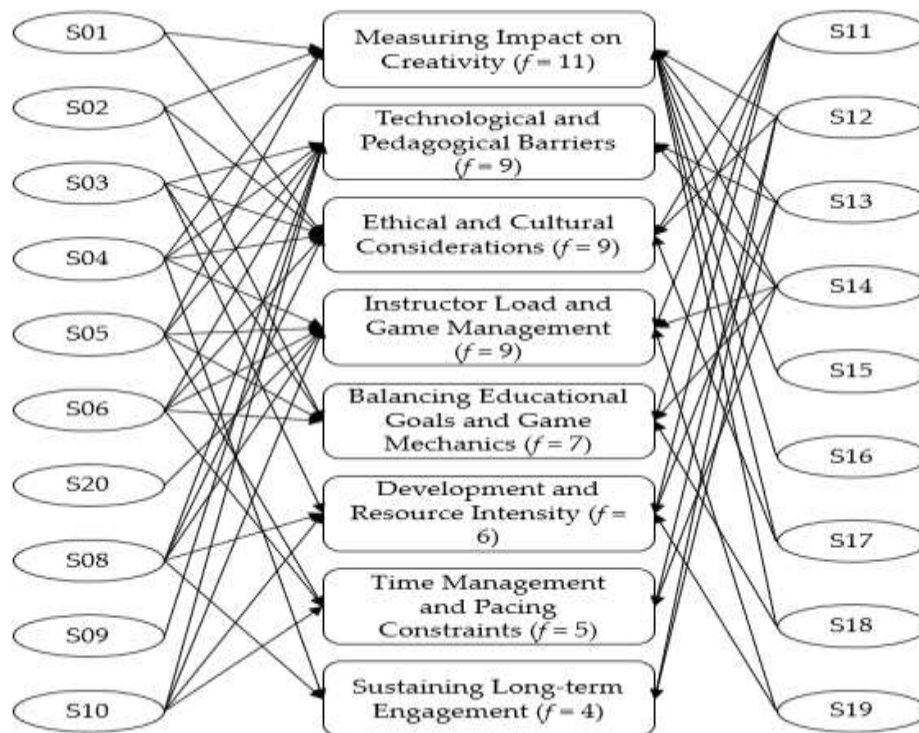 S01
S02
S03
S04
S05
S06
S20
S08
S09
S10
Measuring Impact on
Creativity (f = 11)
Technological and
Pedagogical Barriers
(f = 9)
Ethical and Cultural
Considerations (f = 9)
Instructor Load and
Game Management
(f = 9)
Balancing Educational
Goals and Game
Mechanics (f = 7)
Development and
Resource Intensity (f =
6)
Time Management
and Pacing
Constraints (f = 5)
Sustaining Long-term
Engagement (f = 4)
S11
S12
S13
S14
S15
S16
S17
S18
S19